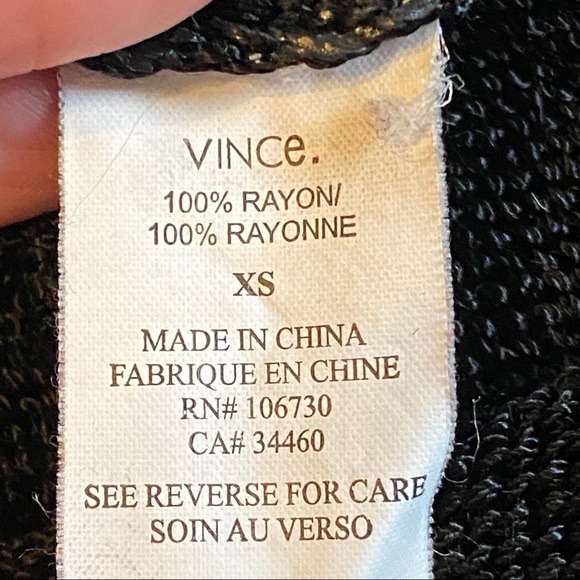 VINCe.
100% RAYON/
100% RAYONNE
XS
MADE IN CHINA
FABRIQUE EN CHINE
RN# 106730
CA# 34460
SEE REVERSE FOR CARE
SOIN AU VERSO